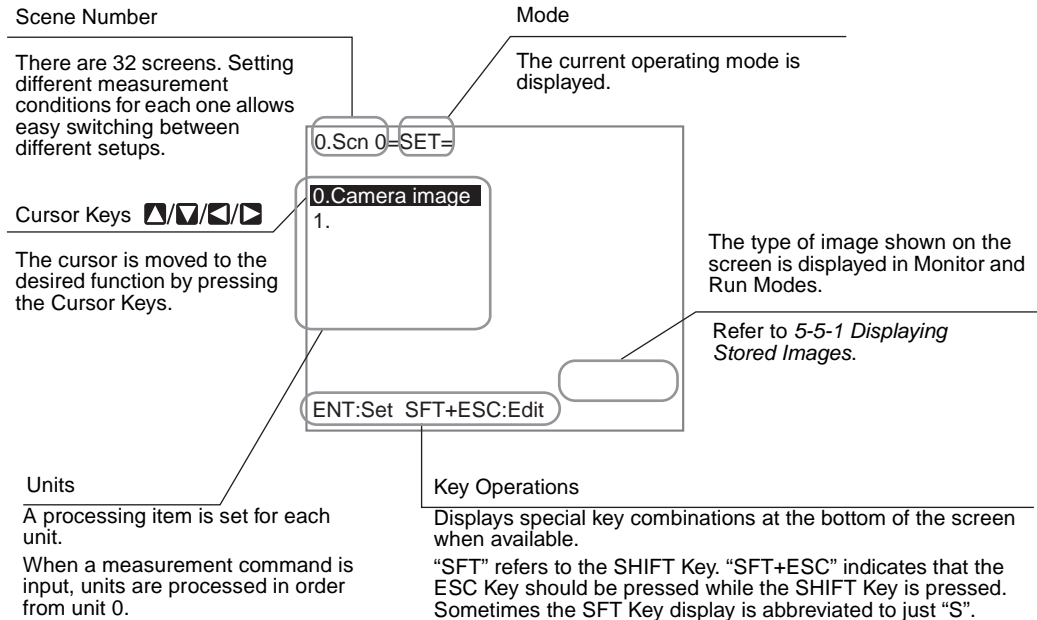 Scene Number
There are 32 screens. Setting
different measurement
conditions for each one allows
easy switching between
different setups.
Mode
The current operating mode is
displayed.
0.Scn 0=SET=
0.Camera image
1.
Cursor Keys / / /
The cursor is moved to the
desired function by pressing
the Cursor Keys.
The type of image shown on the
screen is displayed in Monitor and
Run Modes.
Refer to 5-5-1 Displaying
Stored Images.
ENT:Set SFT+ESC:Edit
Units
A processing item is set for each
unit.
When a measurement command is
input, units are processed in order
from unit 0.
Key Operations
Displays special key combinations at the bottom of the screen
when available.
“SFT” refers to the SHIFT Key. “SFT+ESC” indicates that the
ESC Key should be pressed while the SHIFT Key is pressed.
Sometimes the SFT Key display is abbreviated to just “S”.